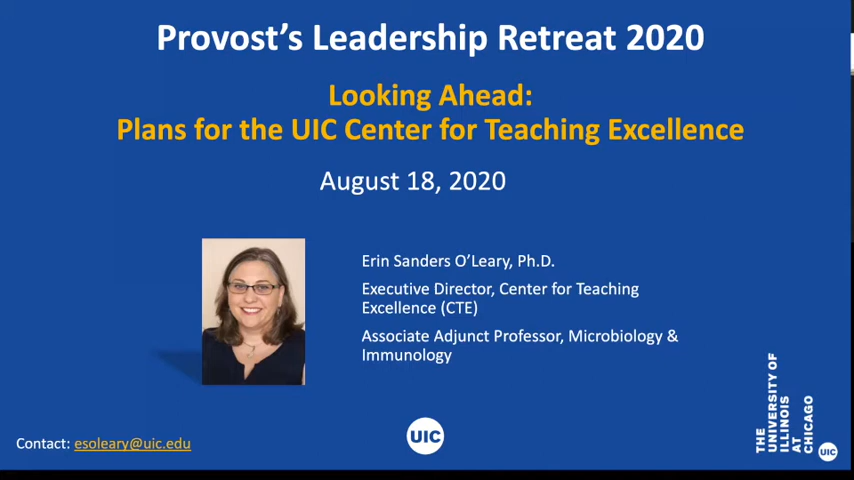 Provost's Leadership Retreat 2020
Looking Ahead:
Plans for the UIC Center for Teaching Excellence
August 18, 2020
Erin Sanders O'Leary, Ph.D.
Executive Director, Center for Teaching
Excellence (CTE)
Associate Adjunct Professor, Microbiology &
Immunology
THE
UNIVERSITY OF
ILLINOIS
AT
CHICAGO
UIC
Contact: esoleary@uic.edu
UIC